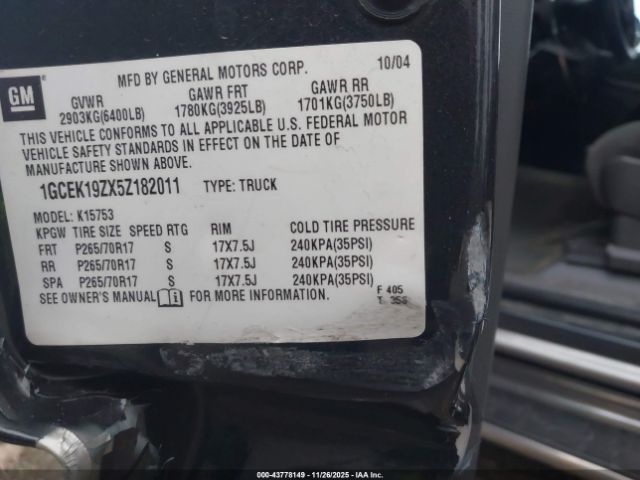 GM
MFD BY GENERAL MOTORS CORP. 10/04
GVWR GAWR FRT GAWR RR
2903KG(6400LB) 1780KG(3925LB) 1701KG(3750LB)
THIS VEHICLE CONFORMS TO ALL APPLICABLE U.S. FEDERAL MOTOR
VEHICLE SAFETY STANDARDS IN EFFECT ON THE DATE OF
MANUFACTURE SHOWN ABOVE.
1GCEK19ZX5Z182011 TYPE: TRUCK
MODEL: K15753
KPGW TIRE SIZE SPEED RTG RIM COLD TIRE PRESSURE
FRT P265/70R17 S 17X7.5J 240KPA(35PSI)
RR P265/70R17 S 17X7.5J 240KPA(35PSI)
SPA P265/70R17 S 17X7.5J 240KPA(35PSI)
SEE OWNER'S MANUAL FOR MORE INFORMATION.
F 405
T 356
000-43778149 | 11/26/2025 | IAAI.COM